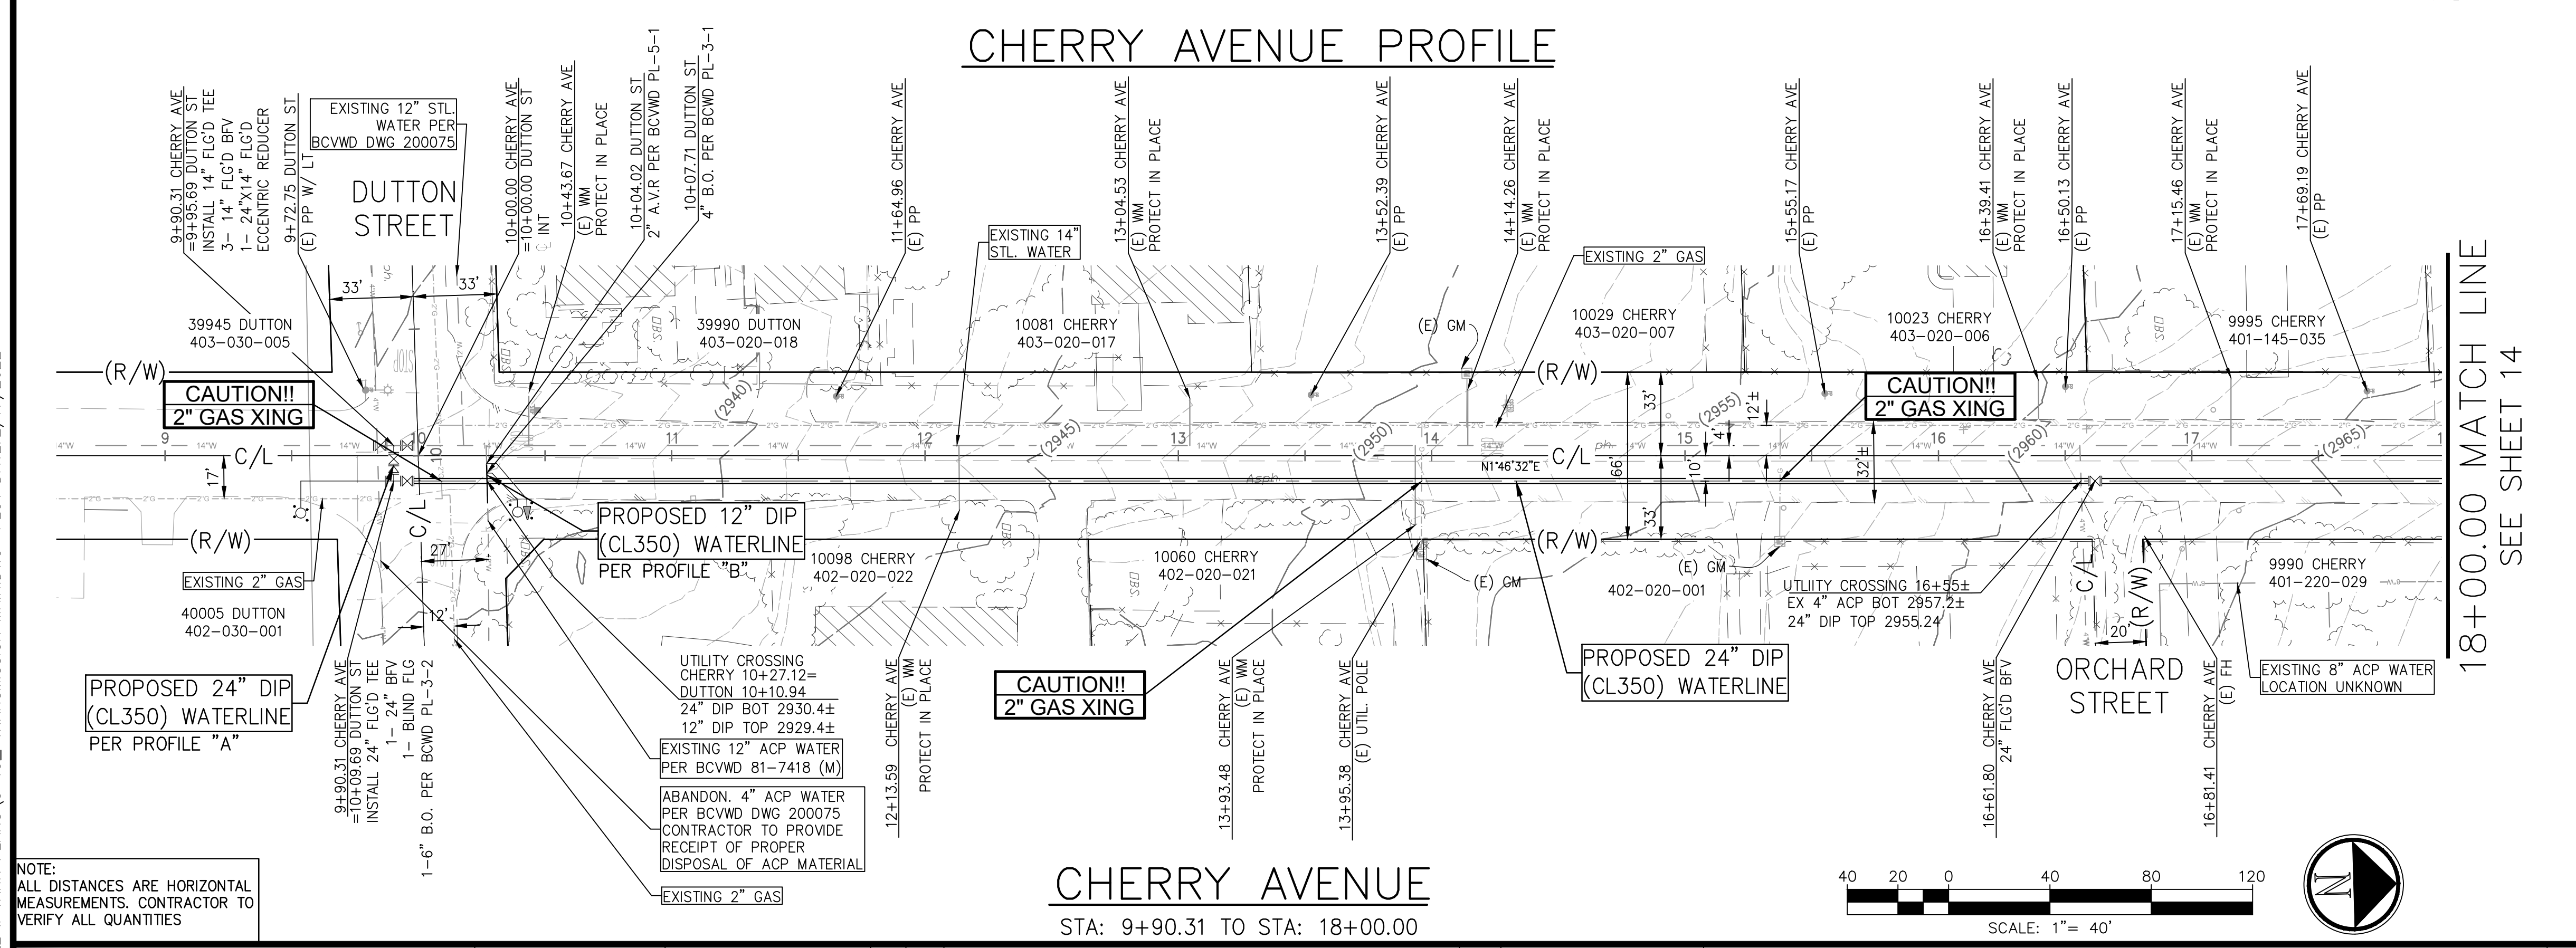 CHERRY AVENUE PROFILE
9+90.31 CHERRY AVE
=9+95.69 DUTTON ST
INSTALL 14" FLG'D TEE
3- 14" FLG'D BFV
1- 24"X14" FLG'D
ECCENTRIC REDUCER
9+72.75 DUTTON ST
(E) PP W/ LT
EXISTING 12" STL.
WATER PER
BCVWD DWG 200075
DUTTON
STREET
10+00.00 CHERRY AVE
=10+00.00 DUTTON ST
℄ INT
10+43.67 CHERRY AVE
(E) WM
PROTECT IN PLACE
10+04.02 DUTTON ST
2" A.V.R PER BCVWD PL-5-1
10+07.71 DUTTON ST
4" B.O. PER BCWD PL-3-1
11+64.96 CHERRY AVE
(E) PP
EXISTING 14"
STL. WATER
13+04.53 CHERRY AVE
(E) WM
PROTECT IN PLACE
13+52.39 CHERRY AVE
(E) PP
14+14.26 CHERRY AVE
(E) WM
PROTECT IN PLACE
EXISTING 2" GAS
15+55.17 CHERRY AVE
(E) PP
16+39.41 CHERRY AVE
(E) WM
PROTECT IN PLACE
16+50.13 CHERRY AVE
(E) PP
17+15.46 CHERRY AVE
(E) WM
PROTECT IN PLACE
17+69.19 CHERRY AVE
(E) PP
18+00.00 MATCH LINE
SEE SHEET 14
33'
33'
39945 DUTTON
403-030-005
39990 DUTTON
403-020-018
10081 CHERRY
403-020-017
(E) GM
10029 CHERRY
403-020-007
10023 CHERRY
403-020-006
9995 CHERRY
401-145-035
STOP
OBS
OBS
OBS
(R/W)
(R/W)
CAUTION!!
2" GAS XING
CAUTION!!
2" GAS XING
(2940)
(2945)
(2950)
(2955)
(2960)
(2965)
9
10
11
12
13
14
15
16
17
14"W
2"G
10
C/L
C/L
N1°46'32"E
Asph.
ph.
66'
33'
33'
4'
10'
12'±
32'±
17'
C/L
27'
12'
(R/W)
(R/W)
EXISTING 2" GAS
40005 DUTTON
402-030-001
PROPOSED 12" DIP
(CL350) WATERLINE
PER PROFILE "B"
10098 CHERRY
402-020-022
OBS
OBS
OBS
10060 CHERRY
402-020-021
(E) GM
(E) GM
402-020-001
UTLIITY CROSSING 16+55±
EX 4" ACP BOT 2957.2±
24" DIP TOP 2955.24
C/L
(R/W)
20'
9990 CHERRY
401-220-029
PROPOSED 24" DIP
(CL350) WATERLINE
PER PROFILE "A"
9+90.31 CHERRY AVE
=10+09.69 DUTTON ST
INSTALL 24" FLG'D TEE
1- 24" BFV
1- BLIND FLG
1-6" B.O. PER BCWD PL-3-2
UTILITY CROSSING
CHERRY 10+27.12=
DUTTON 10+10.94
24" DIP BOT 2930.4±
12" DIP TOP 2929.4±
EXISTING 12" ACP WATER
PER BCVWD 81-7418 (M)
ABANDON. 4" ACP WATER
PER BCVWD DWG 200075
CONTRACTOR TO PROVIDE
RECEIPT OF PROPER
DISPOSAL OF ACP MATERIAL
EXISTING 2" GAS
12+13.59 CHERRY AVE
(E) WM
PROTECT IN PLACE
CAUTION!!
2" GAS XING
13+93.48 CHERRY AVE
(E) WM
PROTECT IN PLACE
13+95.38 CHERRY AVE
(E) UTIL. POLE
PROPOSED 24" DIP
(CL350) WATERLINE
16+61.80 CHERRY AVE
24" FLG'D BFV
ORCHARD
STREET
16+81.41 CHERRY AVE
(E) FH
EXISTING 8" ACP WATER
LOCATION UNKNOWN
NOTE:
ALL DISTANCES ARE HORIZONTAL
MEASUREMENTS. CONTRACTOR TO
VERIFY ALL QUANTITIES
CHERRY AVENUE
STA: 9+90.31 TO STA: 18+00.00
40 20 0 40 80 120
SCALE: 1"= 40'
N